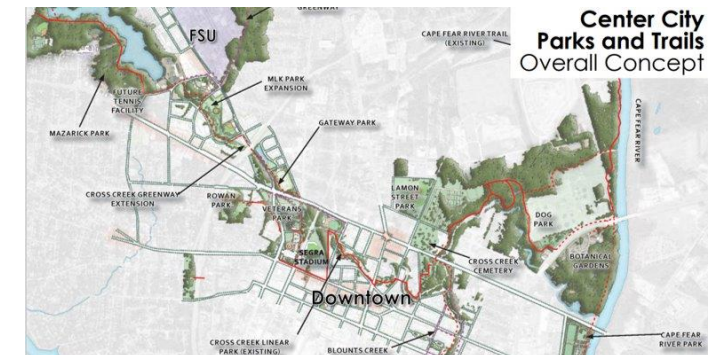 Center City
Parks and Trails
Overall Concept
GREENWAY
FSU
CAPE FEAR RIVER TRAIL
(EXISTING)
MLK PARK
EXPANSION
FUTURE
TENNIS
FACILITY
MAZARICK PARK
GATEWAY PARK
CAPE FEAR RIVER
CROSS CREEK GREENWAY
EXTENSION
ROWAN
PARK
VETERANS
PARK
LAMON
STREET
PARK
DOG
PARK
SEGRA
STADIUM
CROSS CREEK
CEMETERY
BOTANICAL
GARDENS
Downtown
CROSS CREEK LINEAR
PARK (EXISTING)
BLOUNTS CREEK
CAPE FEAR
RIVER PARK